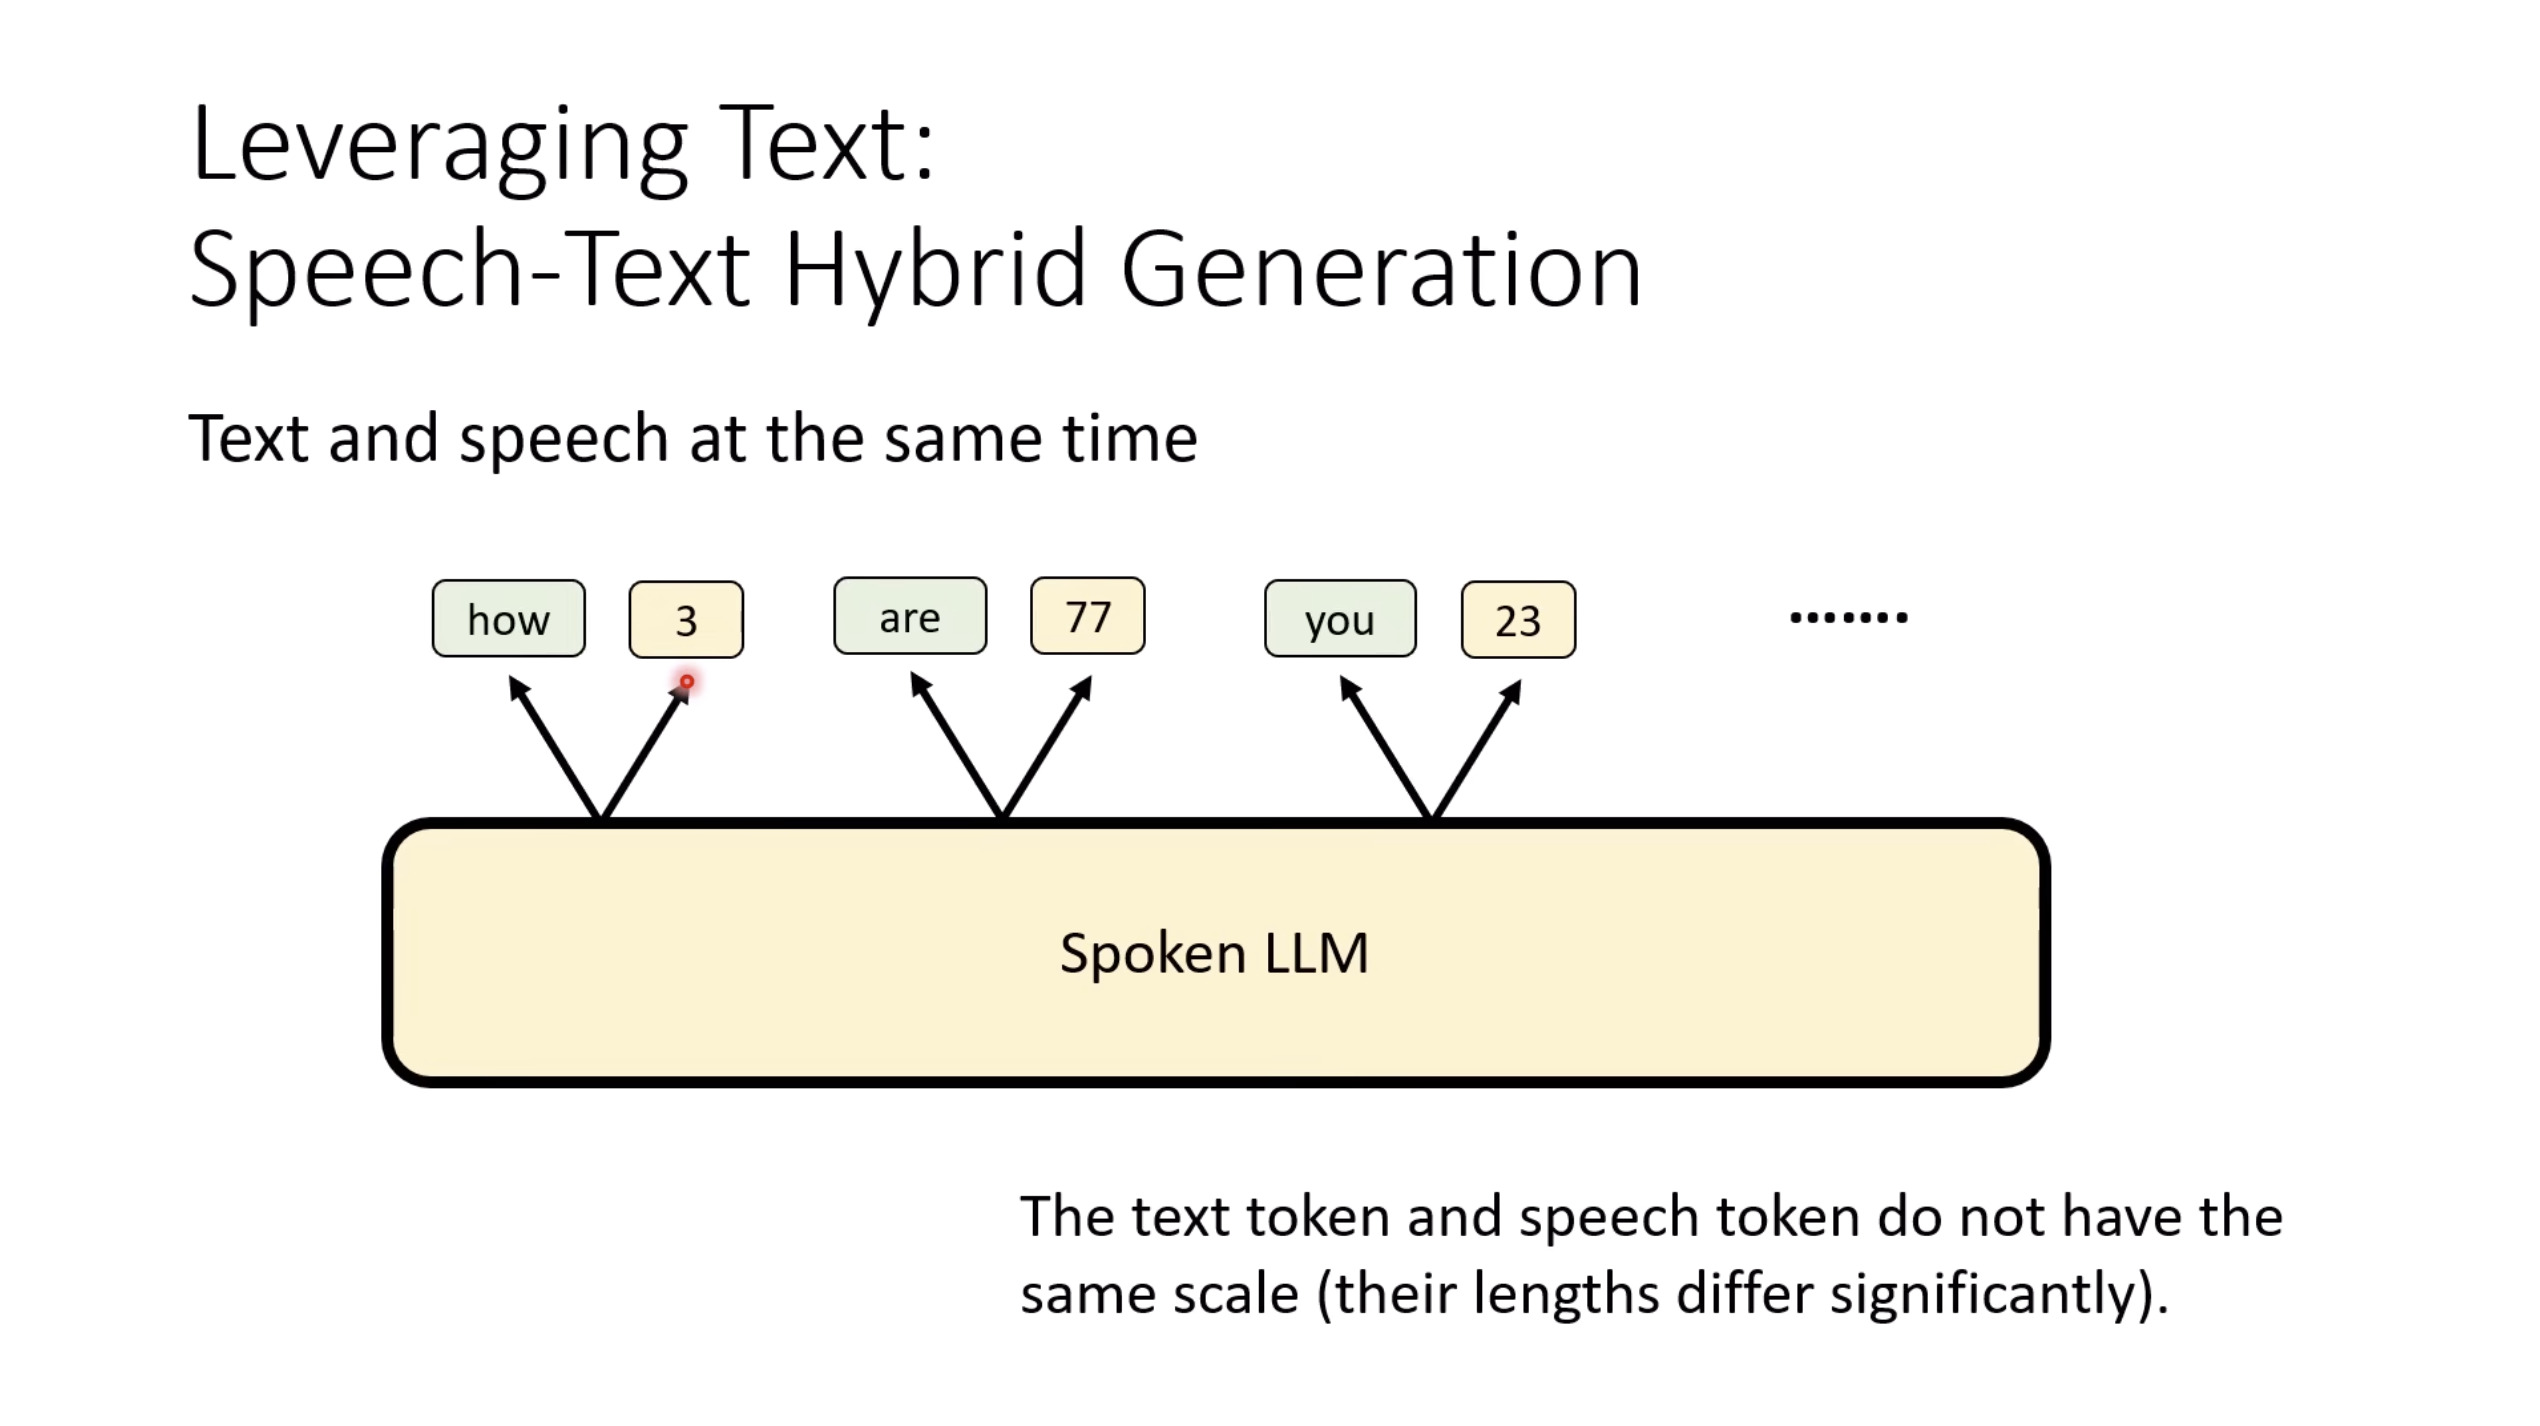 Leveraging Text:
Speech-Text Hybrid Generation
Text and speech at the same time
how 3 are 77 you 23 .......
Spoken LLM
The text token and speech token do not have the
same scale (their lengths differ significantly).